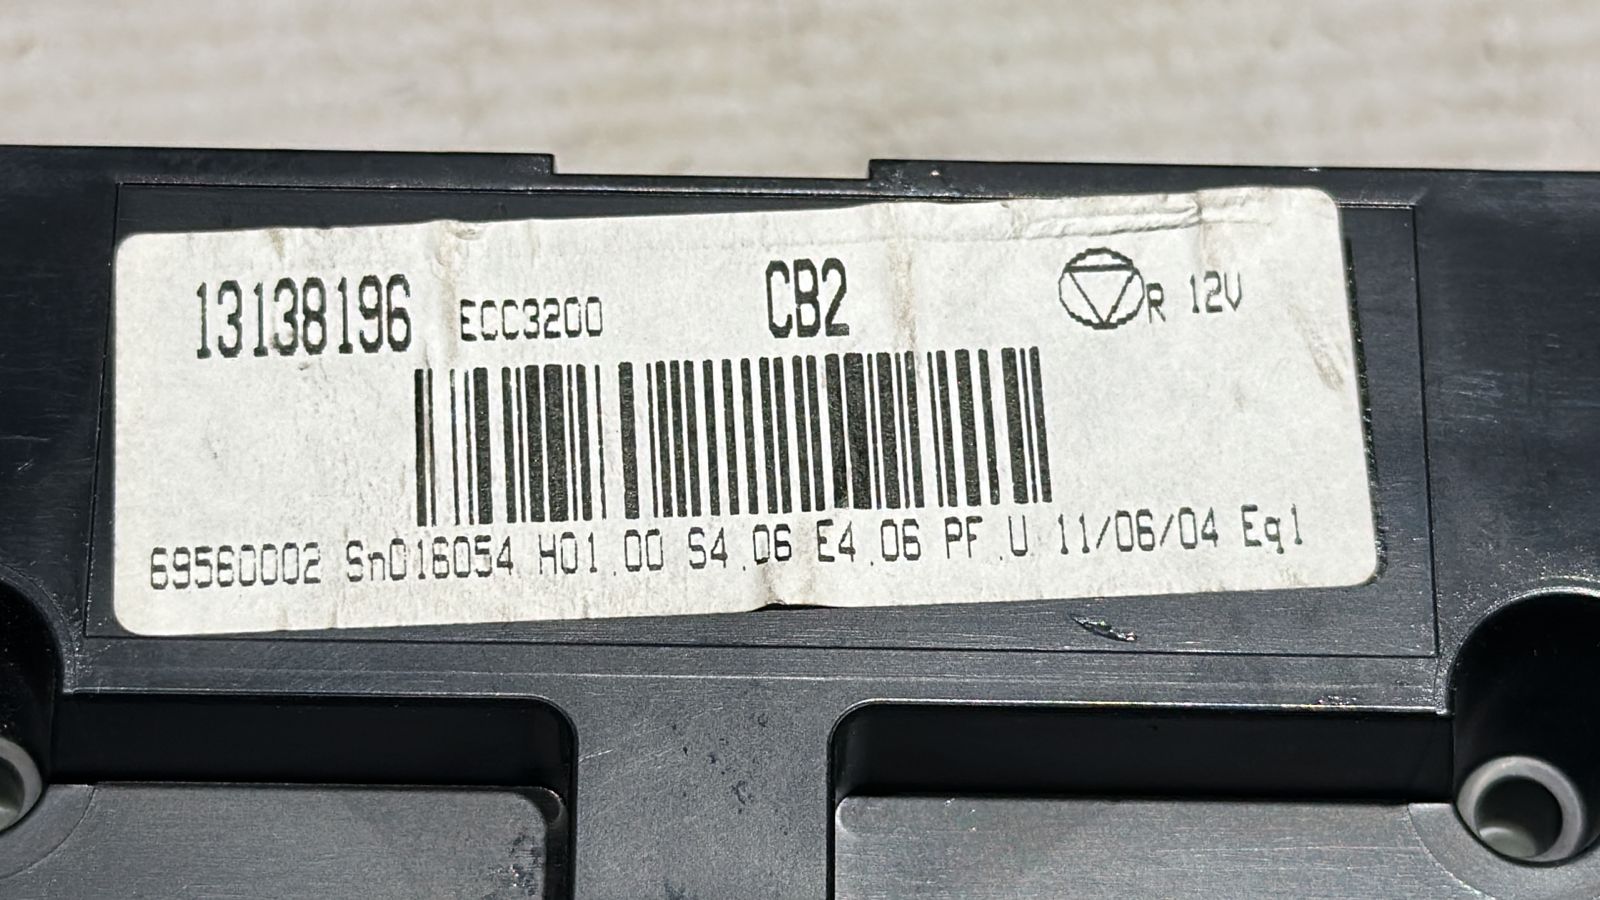 13138196 ECC3200 CB2 R 12V
69560002 Sn016054 H01.00 S4.06 E4.06 PF.U 11/06/04 Eq1